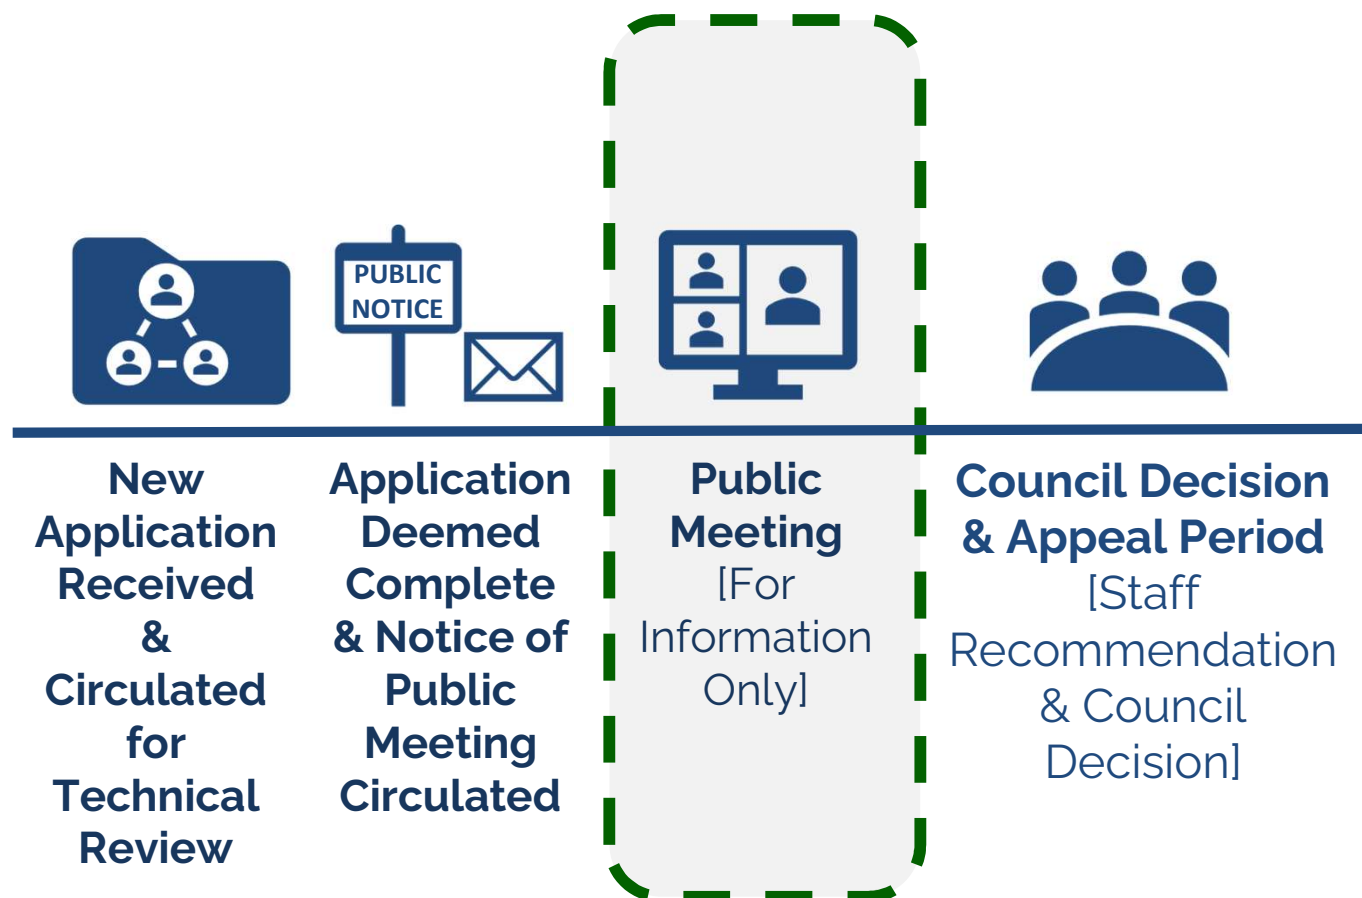 PUBLIC
NOTICE
New
Application
Received
&
Circulated
for
Technical
Review
Application
Deemed
Complete
& Notice of
Public
Meeting
Circulated
Public
Meeting
[For
Information
Only]
Council Decision
& Appeal Period
[Staff
Recommendation
& Council
Decision]